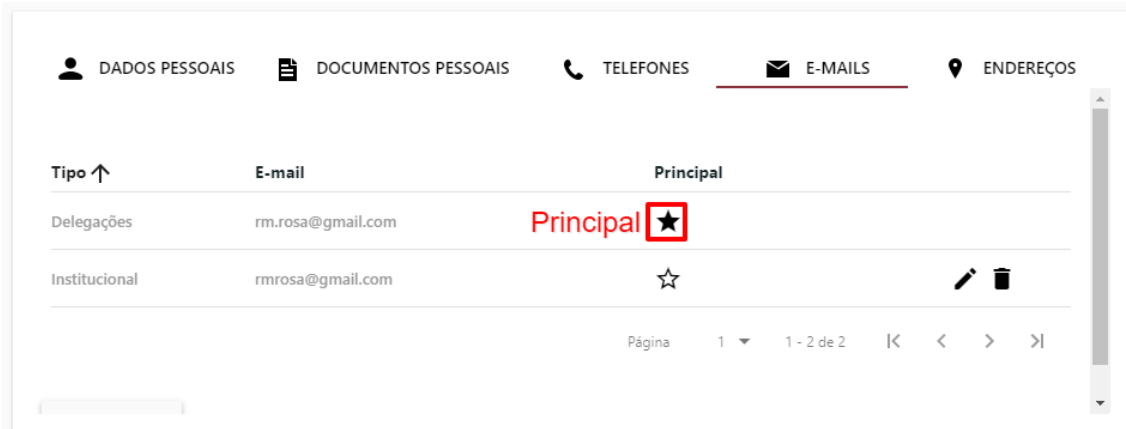 DADOS PESSOAIS DOCUMENTOS PESSOAIS TELEFONES E-MAILS ENDEREÇOS
Tipo E-mail Principal
Delegações rm.rosa@gmail.com Principal
Institucional rmrosa@gmail.com
Página 1 1 - 2 de 2